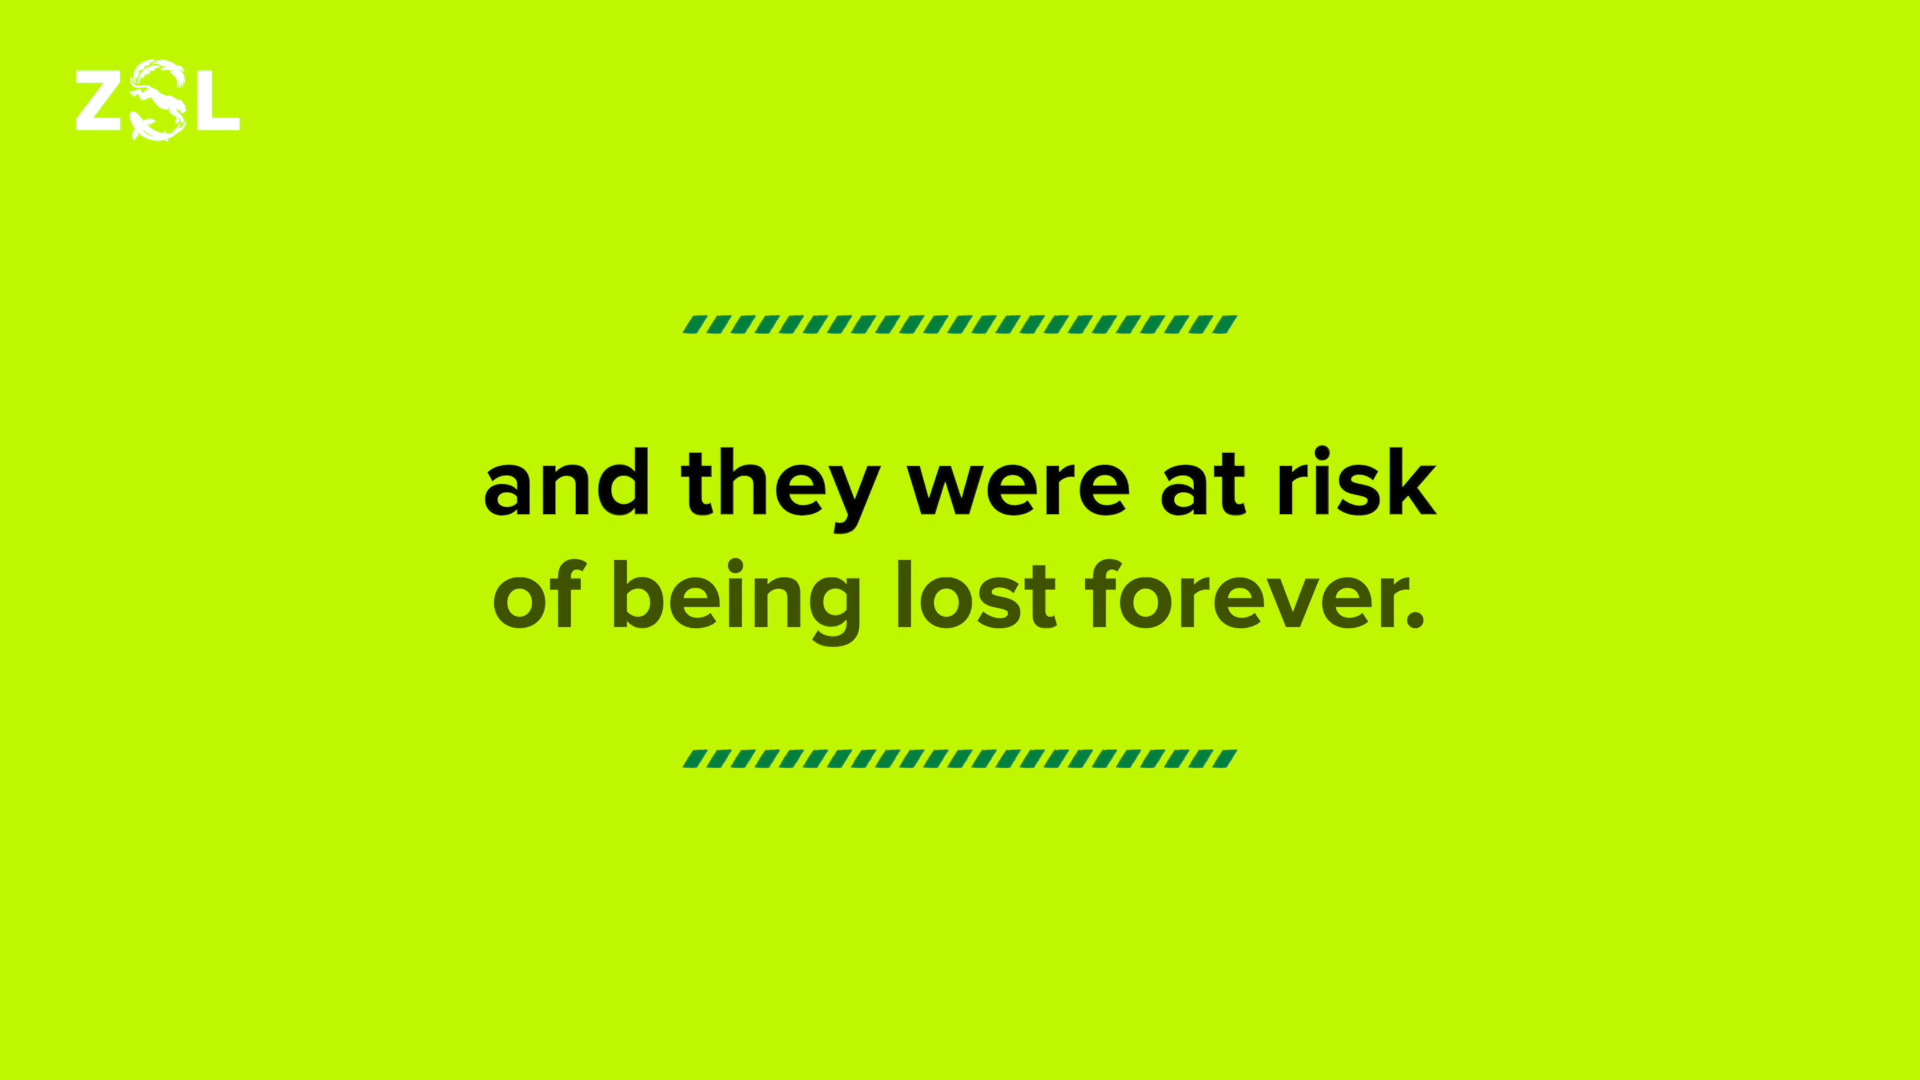 ZSL
and they were at risk
of being lost forever.